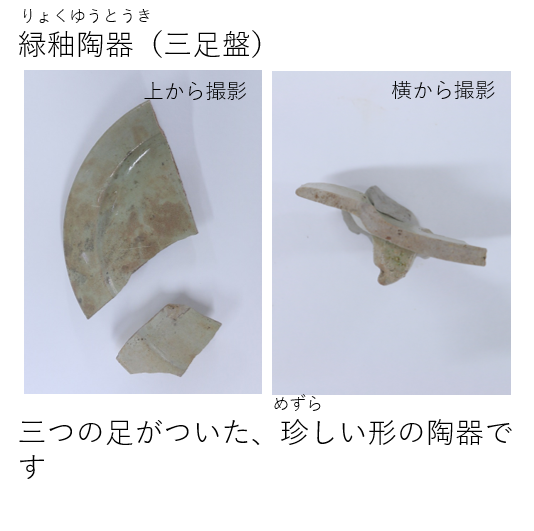 りょくゆうとうき
緑釉陶器（三足盤）
上から撮影
横から撮影
めずら
三つの足がついた、珍しい形の陶器で
す